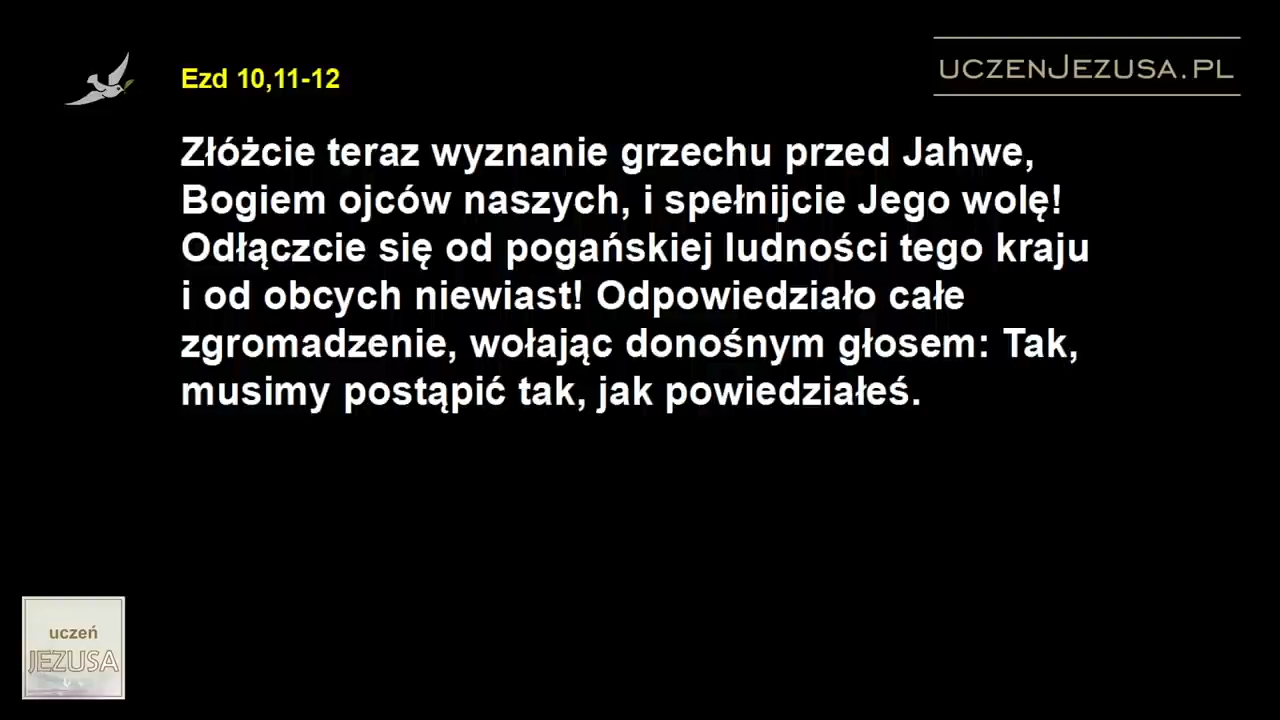 Ezd 10,11-12
UCZENJEZUSA.PL
Złóżcie teraz wyznanie grzechu przed Jahwe,
Bogiem ojców naszych, i spełnijcie Jego wolę!
Odłączcie się od pogańskiej ludności tego kraju
i od obcych niewiast! Odpowiedziało całe
zgromadzenie, wołając donośnym głosem: Tak,
musimy postąpić tak, jak powiedziałeś.
uczeń
JEZUSA